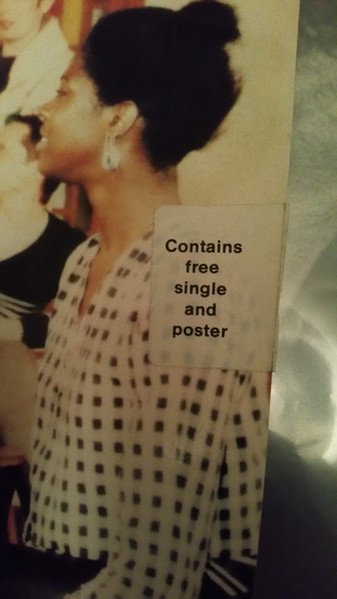 Contains
free
single
and
poster